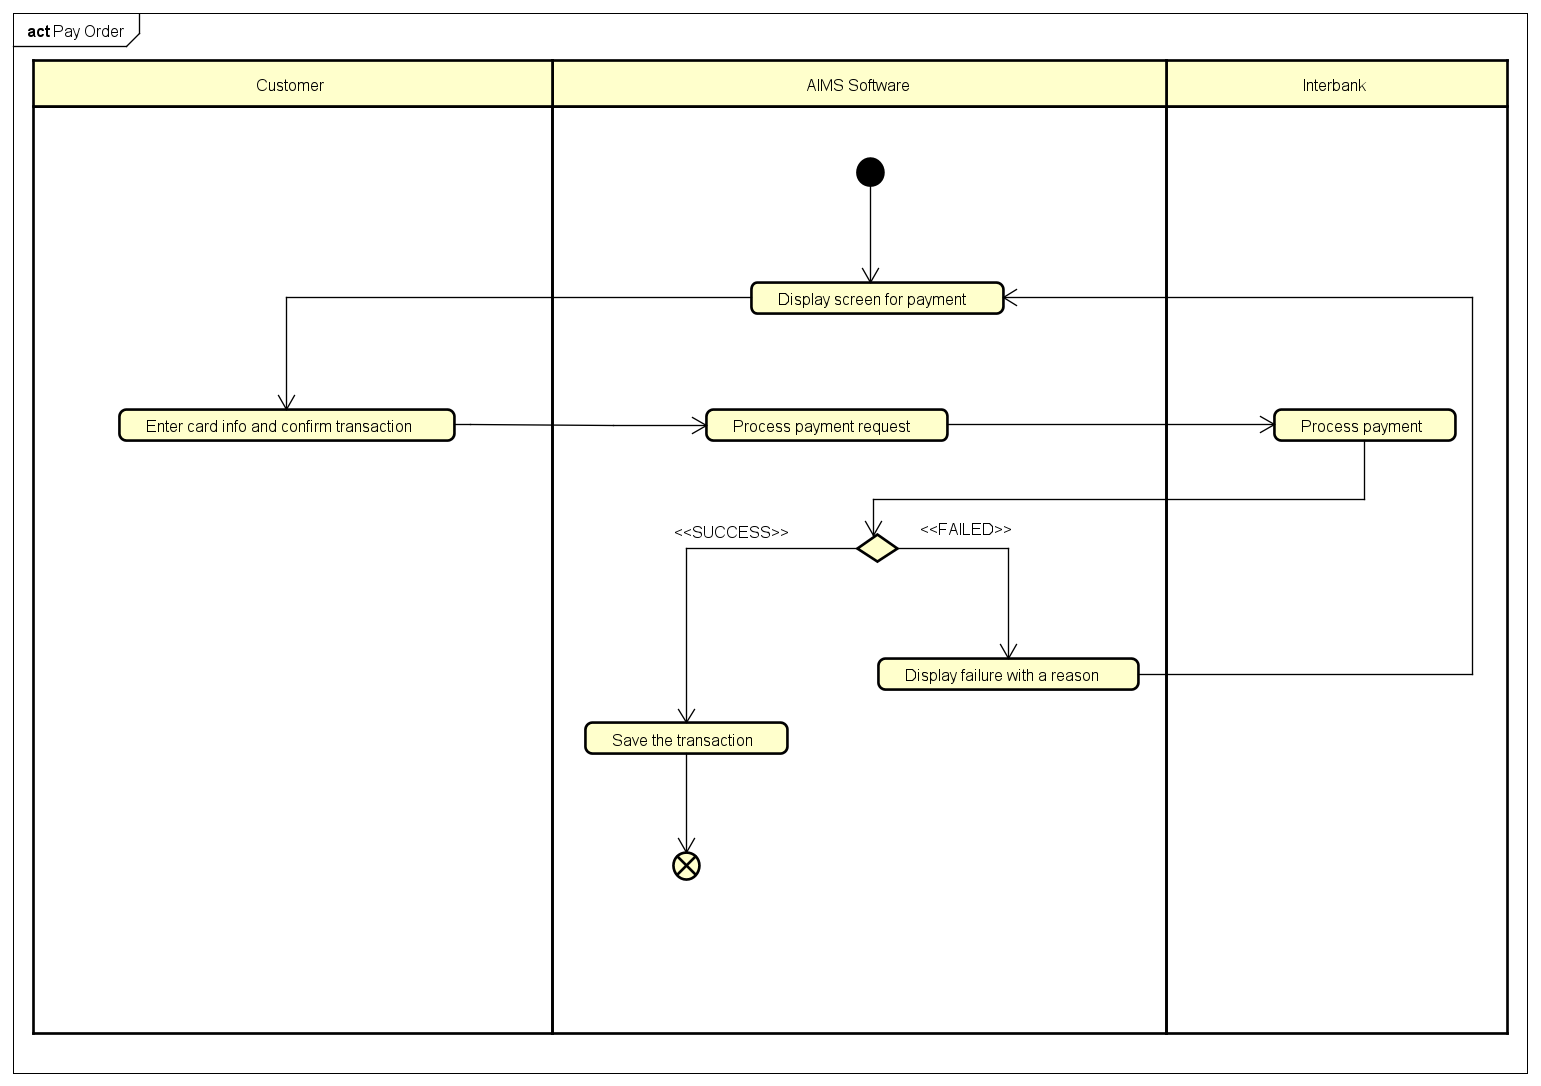 act Pay Order
Customer
AIMS Software
Interbank
Display screen for payment
Enter card info and confirm transaction
Process payment request
Process payment
<<SUCCESS>>
<<FAILED>>
Display failure with a reason
Save the transaction